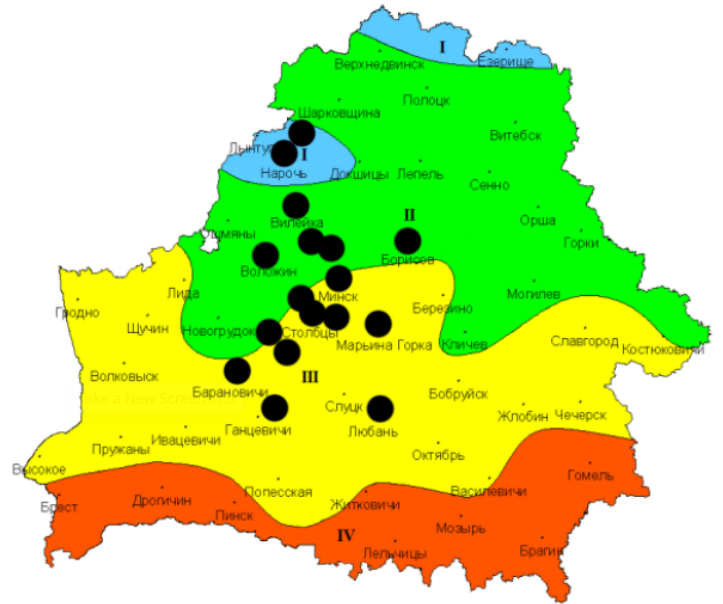 I
Езерище
Верхнедвинск
Полоцк
Шарковщина
Витебск
I
Нарочь
Докшицы
Лепель
Сенно
Вилейка
II
Орша
Горки
Борисов
Воложин
Лида
Минск
Могилев
Гродно
Березино
Щучин
Новогрудок
Столбцы
Марьина Горка
Кличев
Славгород
Костюковичи
Волковыск
III
Барановичи
Слуцк
Бобруйск
Ганцевичи
Любань
Жлобин
Чечерск
Ивацевичи
Пружаны
Октябрь
Высокое
Гомель
Полесская
Василевичи
Дрогичин
Житковичи
Брест
Пинск
Мозырь
IV
Лельчицы
Брагин